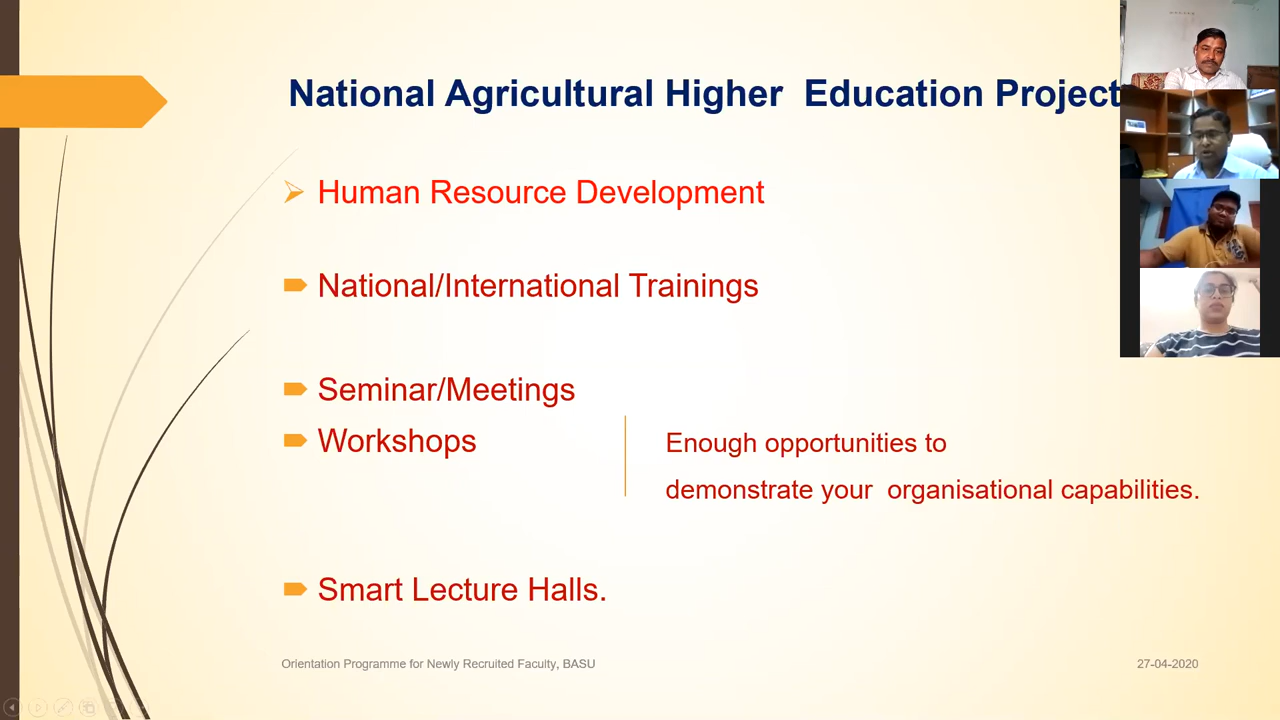 National Agricultural Higher Education Project
Human Resource Development
National/International Trainings
Seminar/Meetings
Workshops
Enough opportunities to
demonstrate your organisational capabilities.
Smart Lecture Halls.
Orientation Programme for Newly Recruited Faculty, BASU
27-04-2020